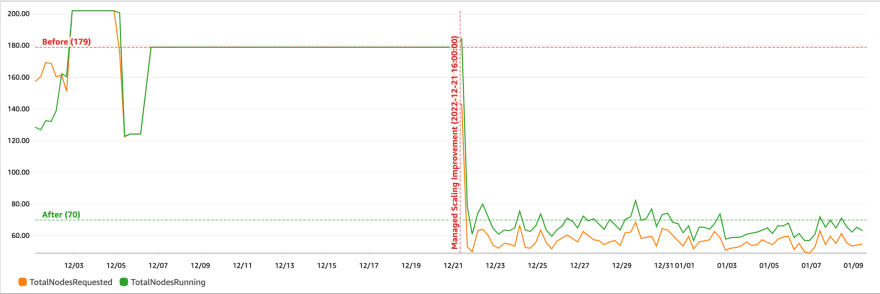 200.00
180.00
160.00
140.00
120.00
100.00
80.00
60.00
Before (179)
After (70)
Managed Scaling Improvement (2022-12-21 16:00:00)
12/03 12/05 12/07 12/09 12/11 12/13 12/15 12/17 12/19 12/21 12/23 12/25 12/27 12/29 12/31 01/01 01/03 01/05 01/07 01/09
TotalNodesRequested TotalNodesRunning